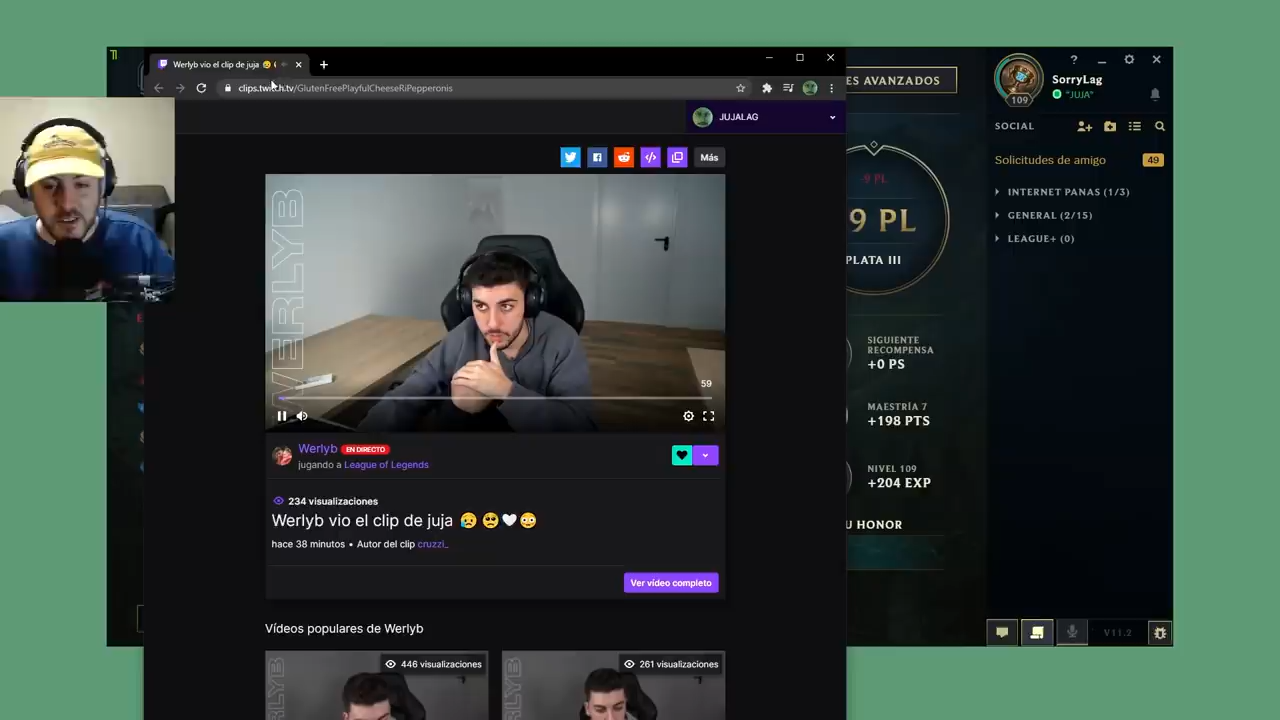 Werlyb vio el clip de juja 😥
clips.twitch.tv/GlutenFreePlayfulCheeseRiPepperonis
JUJALAG
Más
WERLYB
59
Werlyb EN DIRECTO
jugando a League of Legends
234 visualizaciones
Werlyb vio el clip de juja 😥 🥺🤍😳
hace 38 minutos • Autor del clip cruzzi_
Ver vídeo completo
Vídeos populares de Werlyb
446 visualizaciones
261 visualizaciones
ES AVANZADOS
-9 PL
9 PL
PLATA III
SIGUIENTE
RECOMPENSA
+0 PS
MAESTRÍA 7
+198 PTS
NIVEL 109
+204 EXP
U HONOR
109
SorryLag
"JUJA"
SOCIAL
Solicitudes de amigo 49
INTERNET PANAS (1/3)
GENERAL (2/15)
LEAGUE+ (0)
V11.2